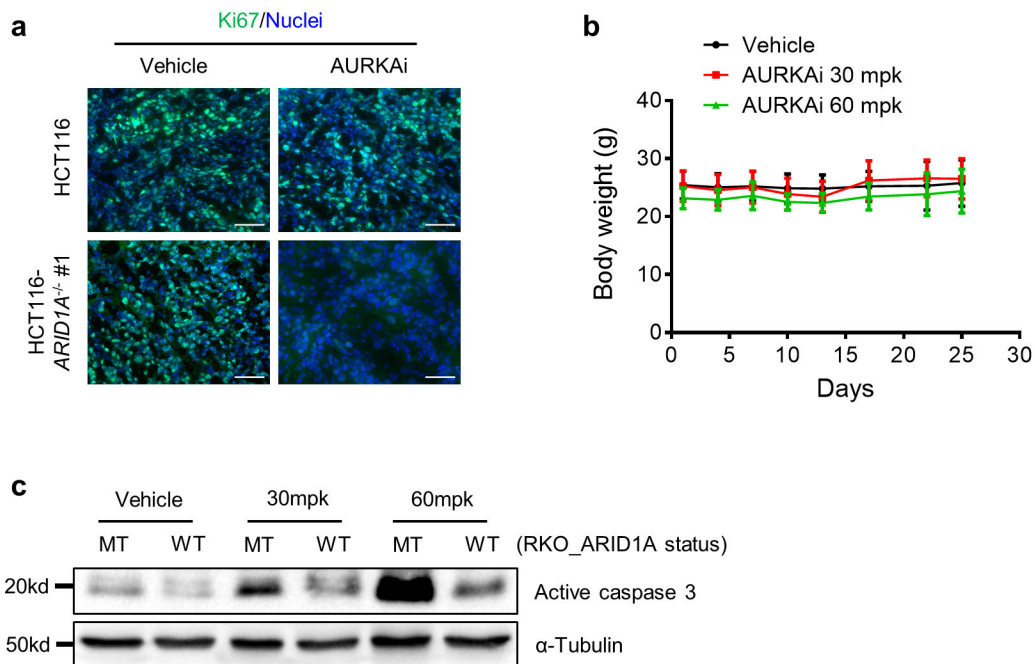 a
Ki67/Nuclei
Vehicle AURKAi
HCT116
HCT116-
ARID1A-/- #1
b
Vehicle
AURKAi 30 mpk
AURKAi 60 mpk
Body weight (g)
40
30
20
10
0
0 5 10 15 20 25 30
Days
c
Vehicle 30mpk 60mpk
MT WT MT WT MT WT (RKO_ARID1A status)
20kd Active caspase 3
50kd α-Tubulin